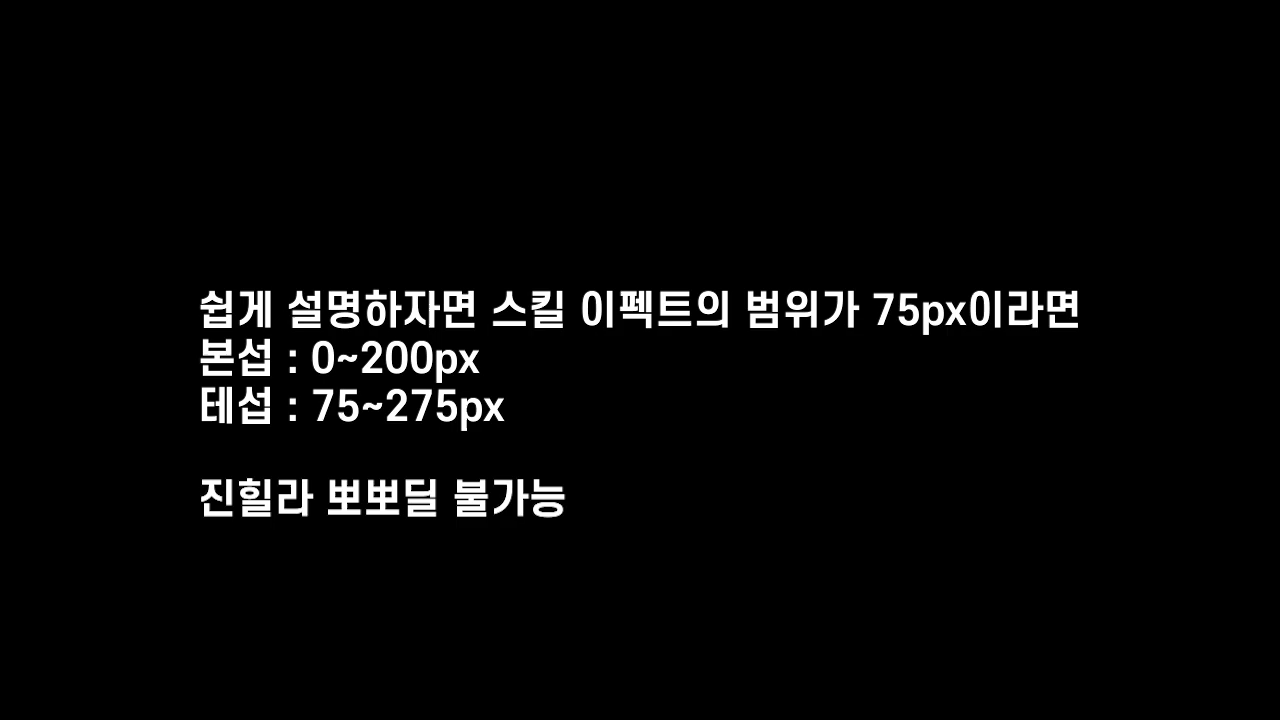 쉽게 설명하자면 스킬 이펙트의 범위가 75px이라면
본섭 : 0~200px
테섭 : 75~275px
진힐라 뽀뽀딜 불가능